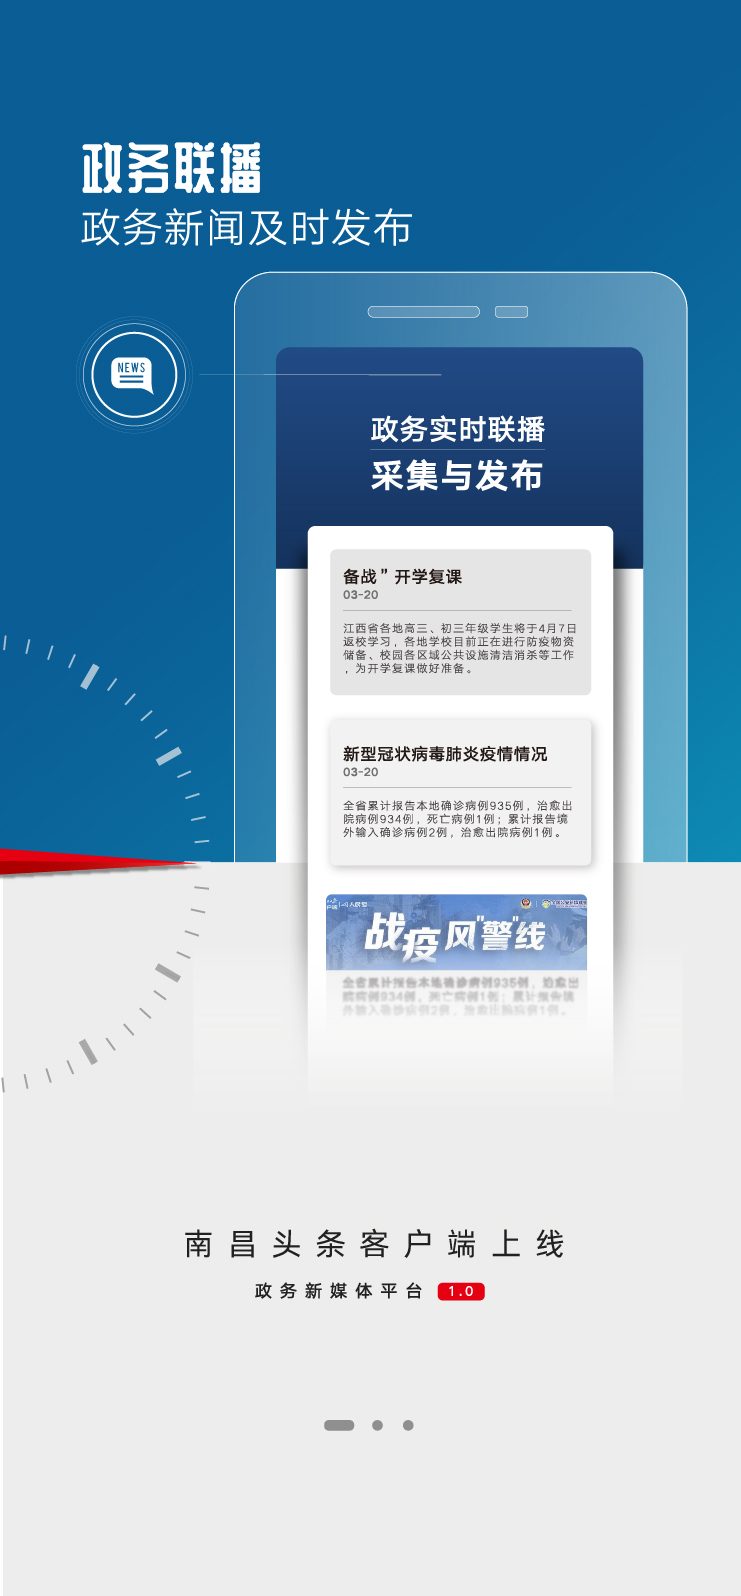 政务联播
政务新闻及时发布
NEWS
政务实时联播
采集与发布
备战”开学复课
03-20
江西省各地高三、初三年级学生将于4月7日
返校学习，各地学校目前正在进行防疫物资
储备、校园各区域公共设施清洁消杀等工作
，为开学复课做好准备。
新型冠状病毒肺炎疫情情况
03-20
全省累计报告本地确诊病例935例，治愈出
院病例934例，死亡病例1例；累计报告境
外输入确诊病例2例，治愈出院病例1例。
战疫风"警"线
全省累计报告本地确诊病例935例，治愈出
院病例934例，死亡病例1例；累计报告境
外输入确诊病例2例，治愈出院病例1例。
南昌头条客户端上线
政务新媒体平台 1.0